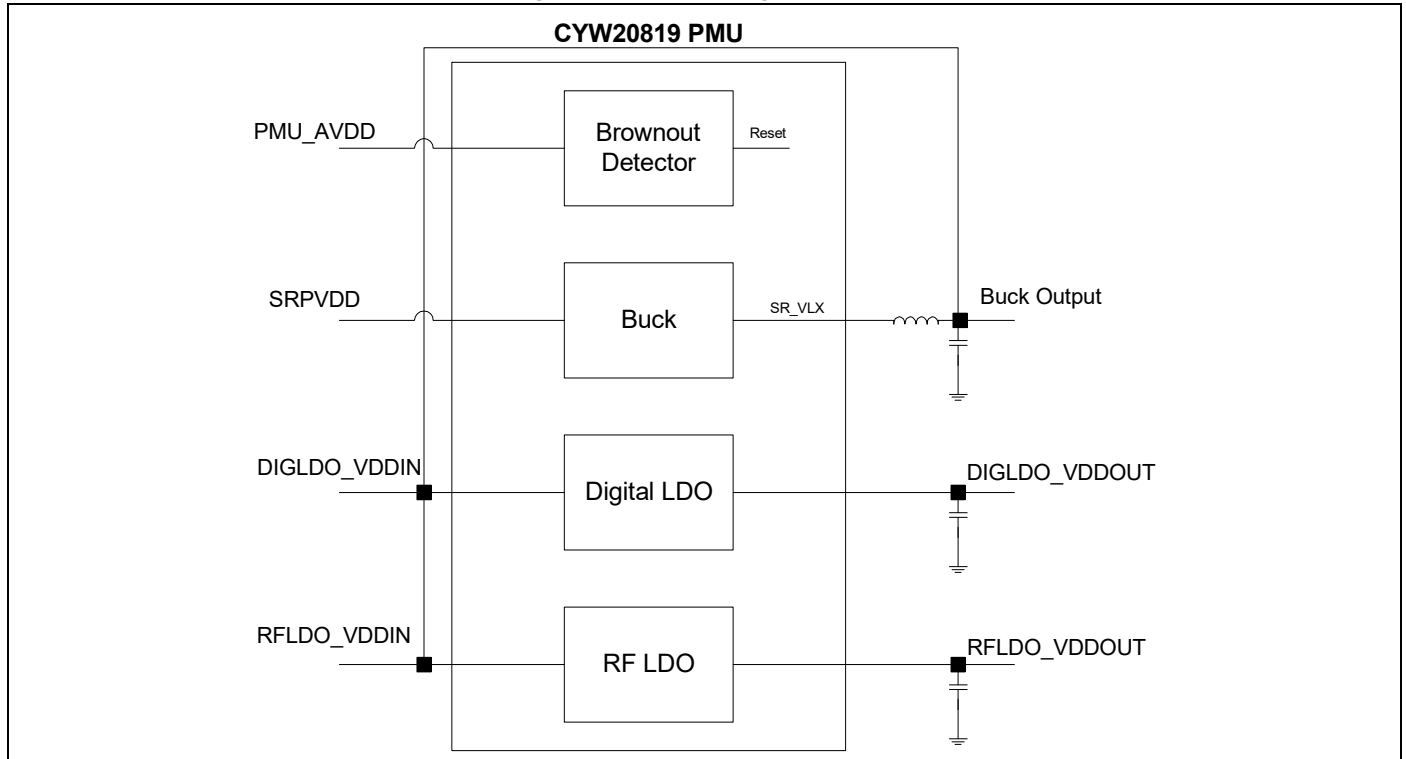 CYW20819 PMU
PMU_AVDD
Brownout
Detector
Reset
SRPVDD
Buck
SR_VLX
Buck Output
DIGLDO_VDDIN
Digital LDO
DIGLDO_VDDOUT
RFLDO_VDDIN
RF LDO
RFLDO_VDDOUT